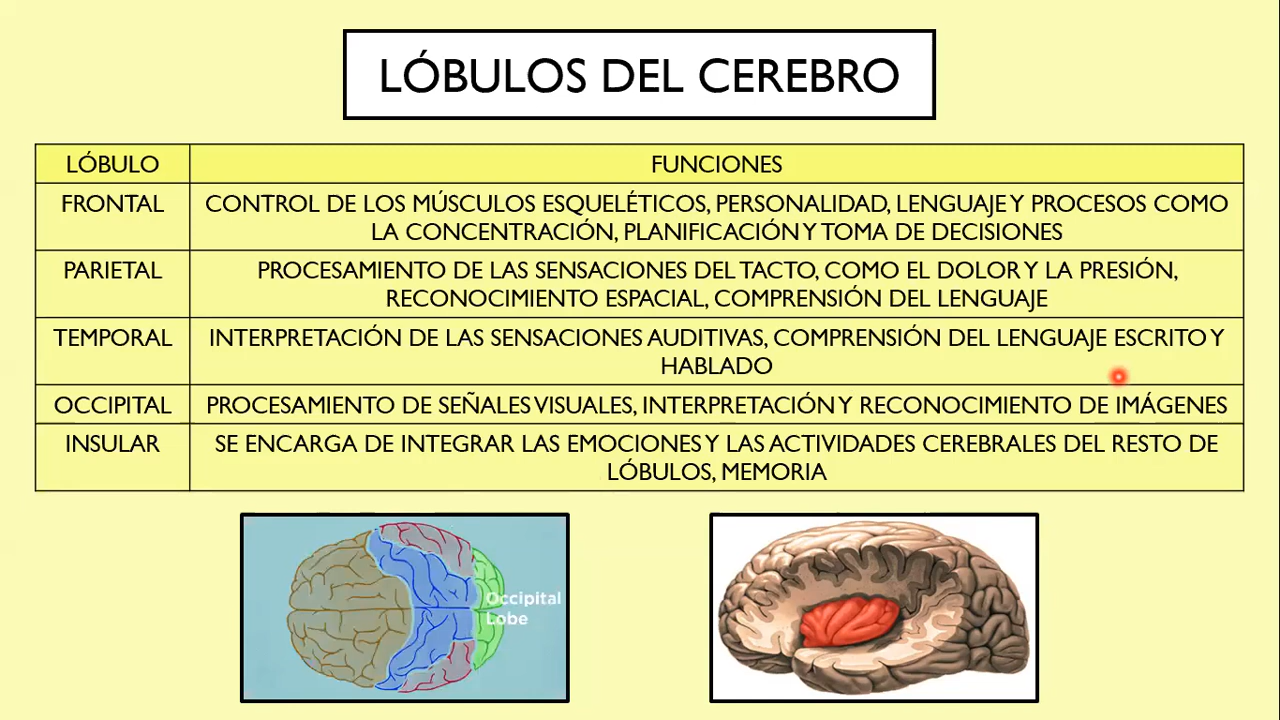 LÓBULOS DEL CEREBRO
LÓBULO FUNCIONES
FRONTAL CONTROL DE LOS MÚSCULOS ESQUELÉTICOS, PERSONALIDAD, LENGUAJE Y PROCESOS COMO
LA CONCENTRACIÓN, PLANIFICACIÓN Y TOMA DE DECISIONES
PARIETAL PROCESAMIENTO DE LAS SENSACIONES DEL TACTO, COMO EL DOLOR Y LA PRESIÓN,
RECONOCIMIENTO ESPACIAL, COMPRENSIÓN DEL LENGUAJE
TEMPORAL INTERPRETACIÓN DE LAS SENSACIONES AUDITIVAS, COMPRENSIÓN DEL LENGUAJE ESCRITO Y
HABLADO
OCCIPITAL PROCESAMIENTO DE SEÑALES VISUALES, INTERPRETACIÓN Y RECONOCIMIENTO DE IMÁGENES
INSULAR SE ENCARGA DE INTEGRAR LAS EMOCIONES Y LAS ACTIVIDADES CEREBRALES DEL RESTO DE
LÓBULOS, MEMORIA
Occipital
Lobe